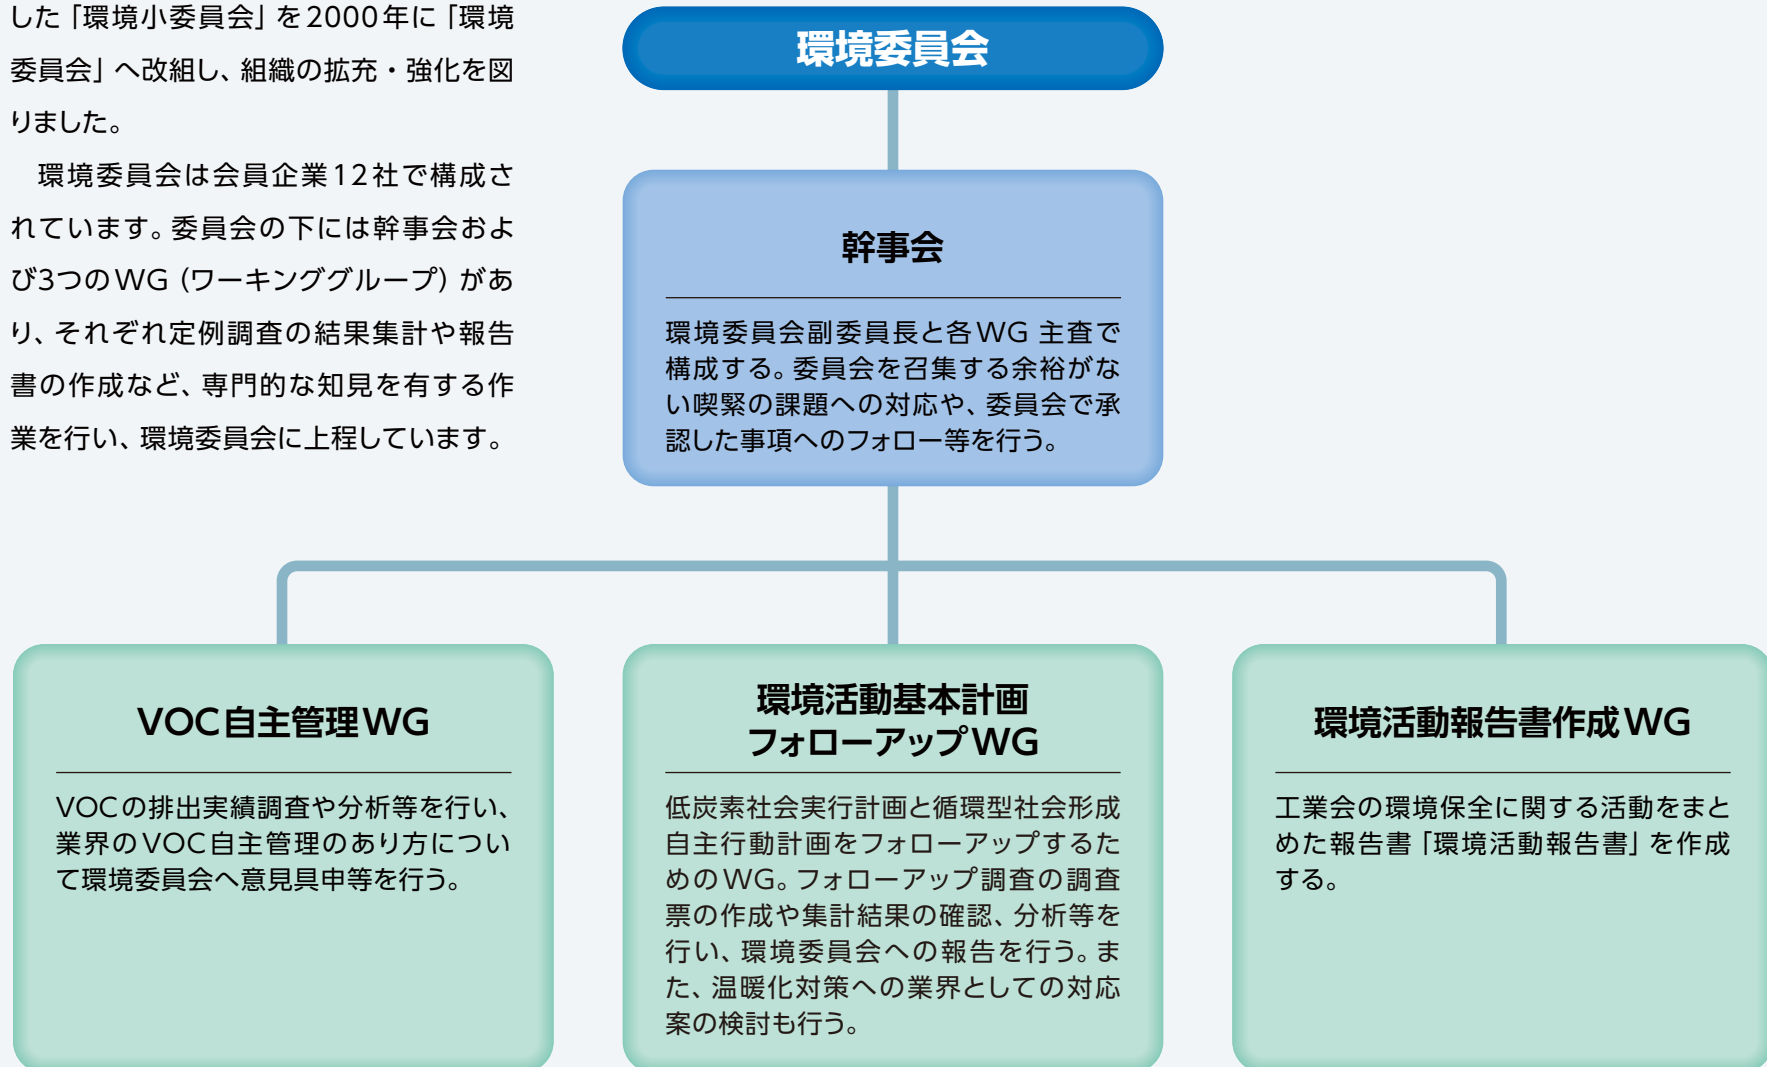 した「環境小委員会」を2000年に「環境
委員会」へ改組し、組織の拡充・強化を図
りました。
環境委員会は会員企業12社で構成さ
れています。委員会の下には幹事会およ
び3つのWG（ワーキンググループ）があ
り、それぞれ定例調査の結果集計や報告
書の作成など、専門的な知見を有する作
業を行い、環境委員会に上程しています。
環境委員会
幹事会
環境委員会副委員長と各WG 主査で
構成する。委員会を召集する余裕がな
い喫緊の課題への対応や、委員会で承
認した事項へのフォロー等を行う。
VOC自主管理WG
VOCの排出実績調査や分析等を行い、
業界のVOC自主管理のあり方につい
て環境委員会へ意見具申等を行う。
環境活動基本計画
フォローアップWG
低炭素社会実行計画と循環型社会形成
自主行動計画をフォローアップするた
めのWG。フォローアップ調査の調査
票の作成や集計結果の確認、分析等を
行い、環境委員会への報告を行う。ま
た、温暖化対策への業界としての対応
案の検討も行う。
環境活動報告書作成WG
工業会の環境保全に関する活動をまと
めた報告書「環境活動報告書」を作成
する。